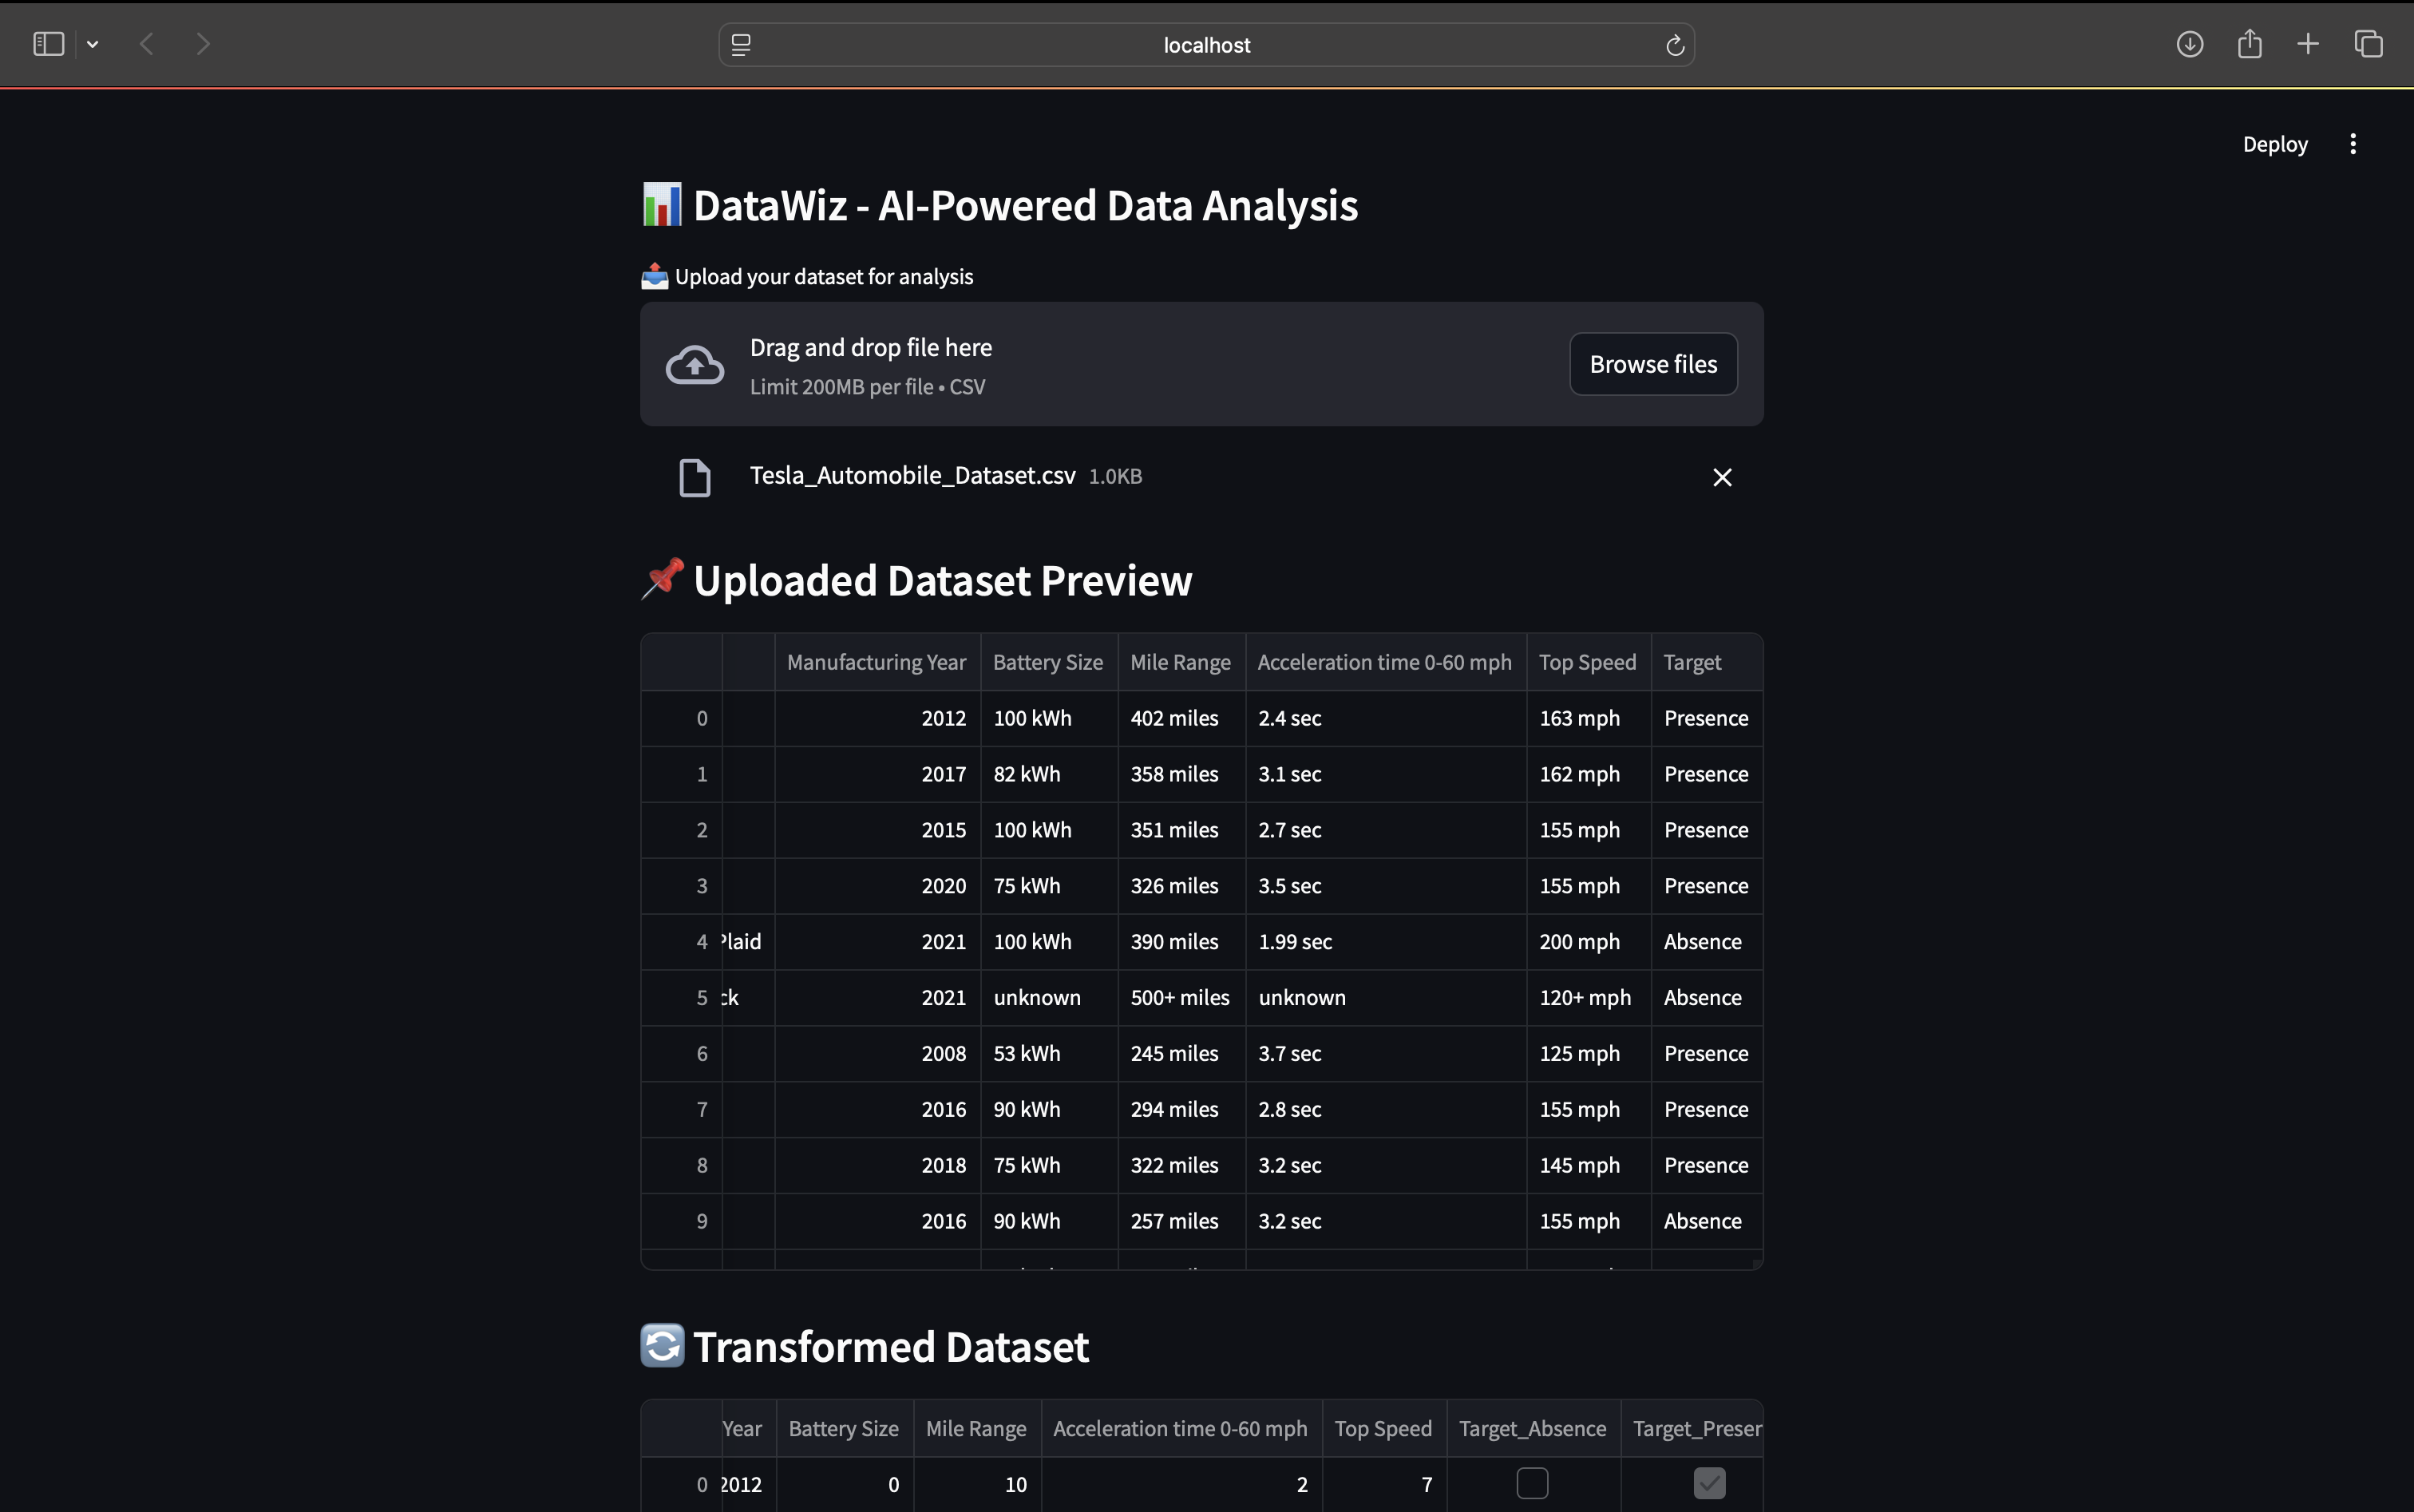 localhost
Deploy
DataWiz - AI-Powered Data Analysis
Upload your dataset for analysis
Drag and drop file here
Limit 200MB per file • CSV
Browse files
Tesla_Automobile_Dataset.csv 1.0KB
Uploaded Dataset Preview
Manufacturing Year Battery Size Mile Range Acceleration time 0-60 mph Top Speed Target
0 2012 100 kWh 402 miles 2.4 sec 163 mph Presence
1 2017 82 kWh 358 miles 3.1 sec 162 mph Presence
2 2015 100 kWh 351 miles 2.7 sec 155 mph Presence
3 2020 75 kWh 326 miles 3.5 sec 155 mph Presence
4 Plaid 2021 100 kWh 390 miles 1.99 sec 200 mph Absence
5 ck 2021 unknown 500+ miles unknown 120+ mph Absence
6 2008 53 kWh 245 miles 3.7 sec 125 mph Presence
7 2016 90 kWh 294 miles 2.8 sec 155 mph Presence
8 2018 75 kWh 322 miles 3.2 sec 145 mph Presence
9 2016 90 kWh 257 miles 3.2 sec 155 mph Absence
Transformed Dataset
Year Battery Size Mile Range Acceleration time 0-60 mph Top Speed Target_Absence Target_Preser
0 2012 0 10 2 7